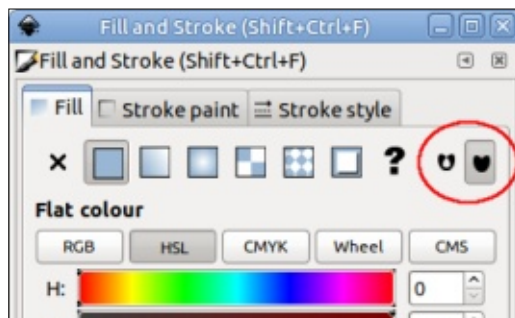 Fill and Stroke (Shift+Ctrl+F)
Fill and Stroke (Shift+Ctrl+F)
Fill Stroke paint Stroke style
?
Flat colour
RGB HSL CMYK Wheel CMS
H: 0